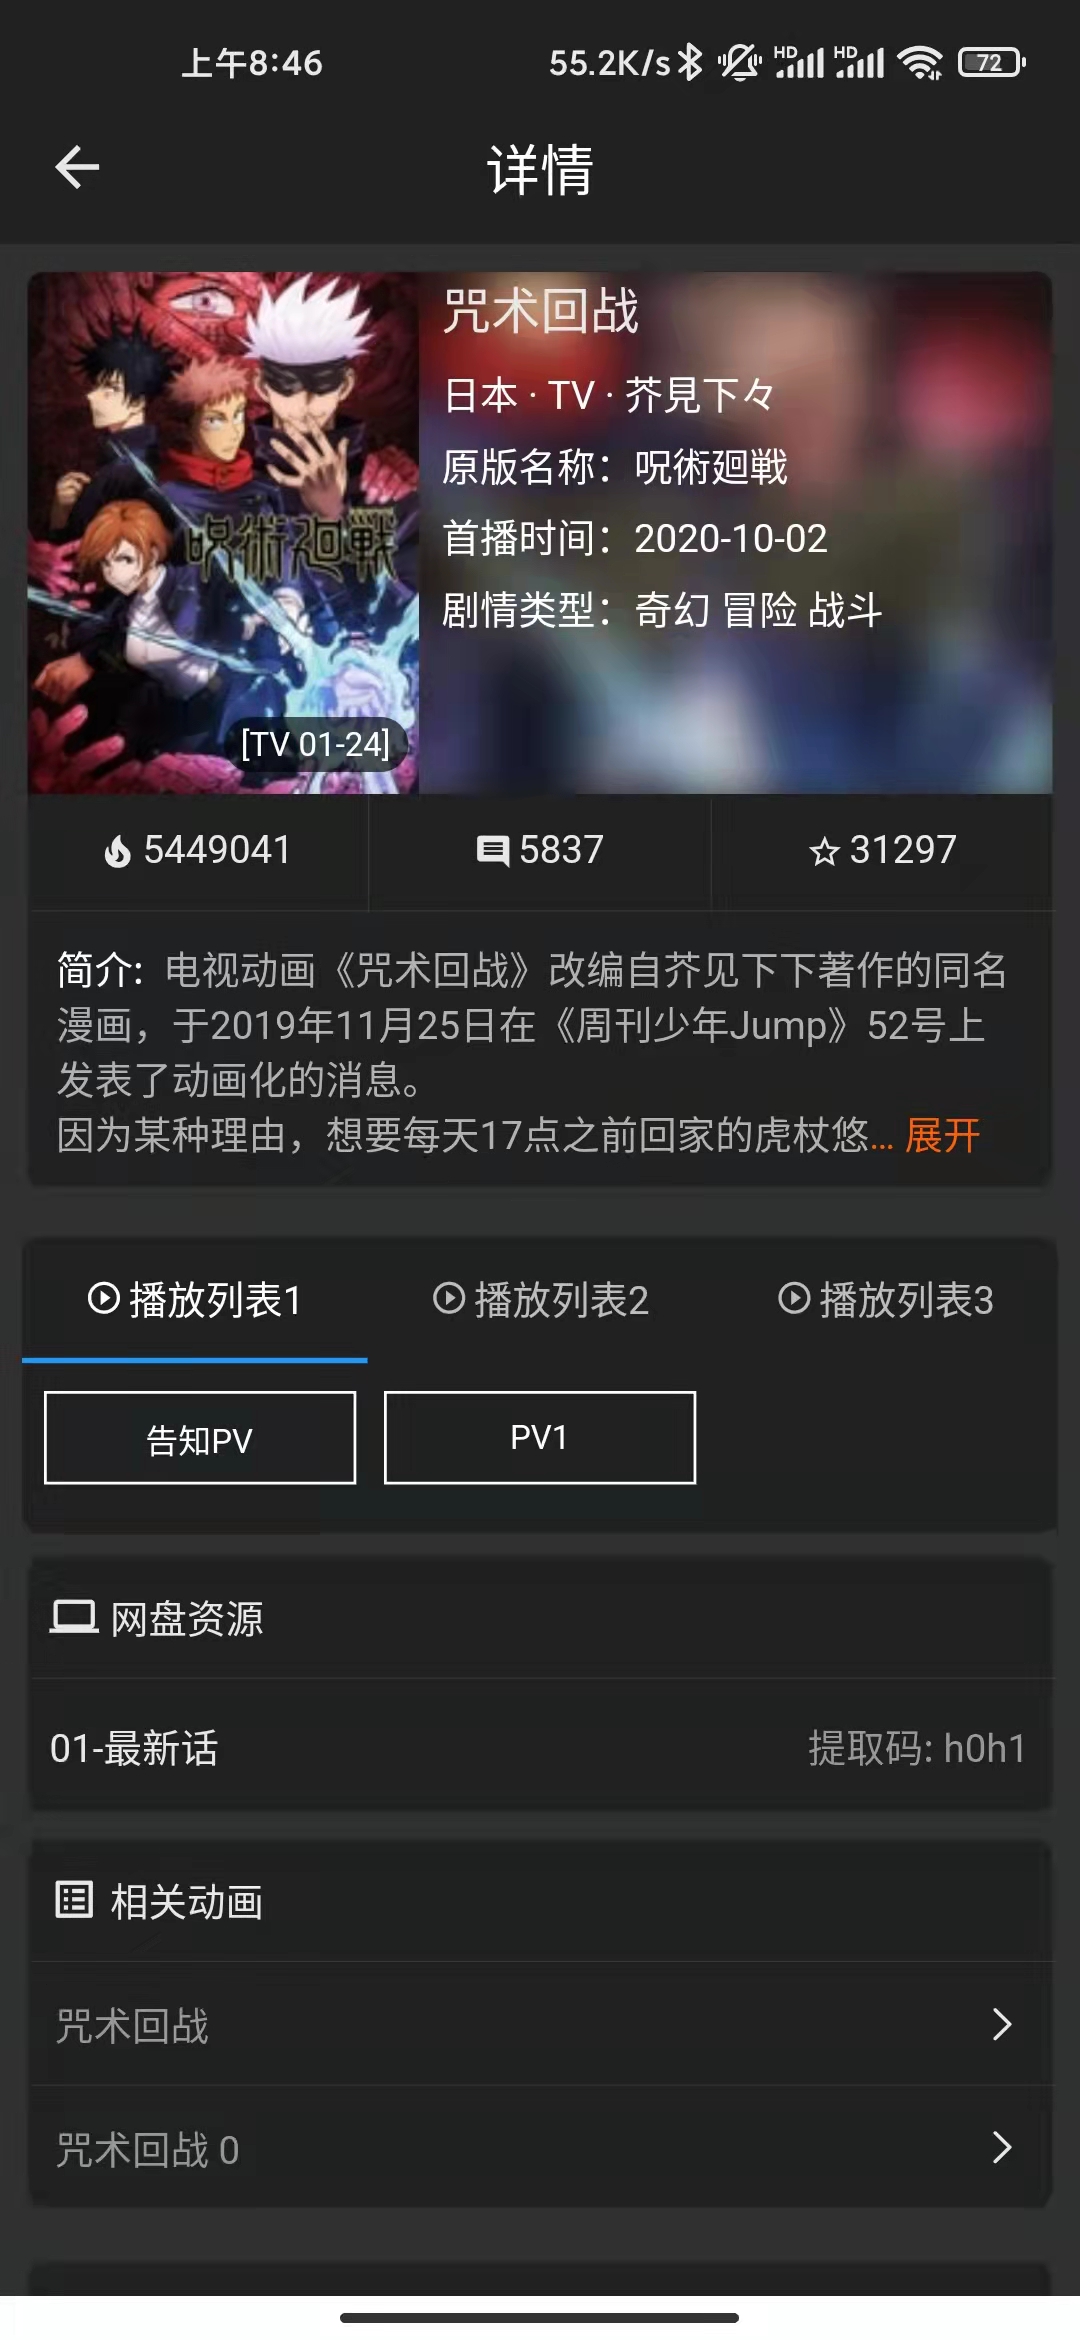 上午8:46
55.2K/s
HD HD
72
详情
咒术回战
日本 · TV · 芥見下々
原版名称：呪術廻戦
首播时间：2020-10-02
剧情类型：奇幻 冒险 战斗
呪術廻戦
[TV 01-24]
5449041
5837
31297
简介: 电视动画《咒术回战》改编自芥见下下著作的同名
漫画，于2019年11月25日在《周刊少年Jump》52号上
发表了动画化的消息。
因为某种理由，想要每天17点之前回家的虎杖悠... 展开
播放列表1
播放列表2
播放列表3
告知PV
PV1
网盘资源
01-最新话
提取码: h0h1
相关动画
咒术回战
咒术回战 0